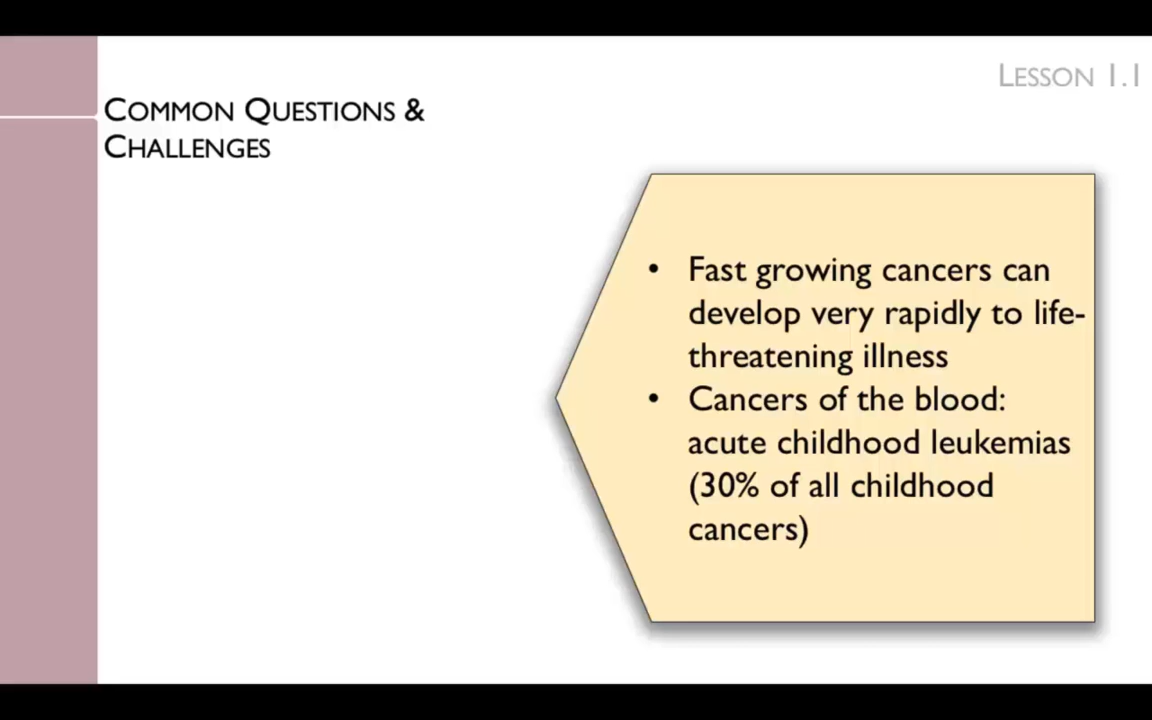 LESSON 1.1
COMMON QUESTIONS &
CHALLENGES
• Fast growing cancers can
develop very rapidly to life-
threatening illness
• Cancers of the blood:
acute childhood leukemias
(30% of all childhood
cancers)